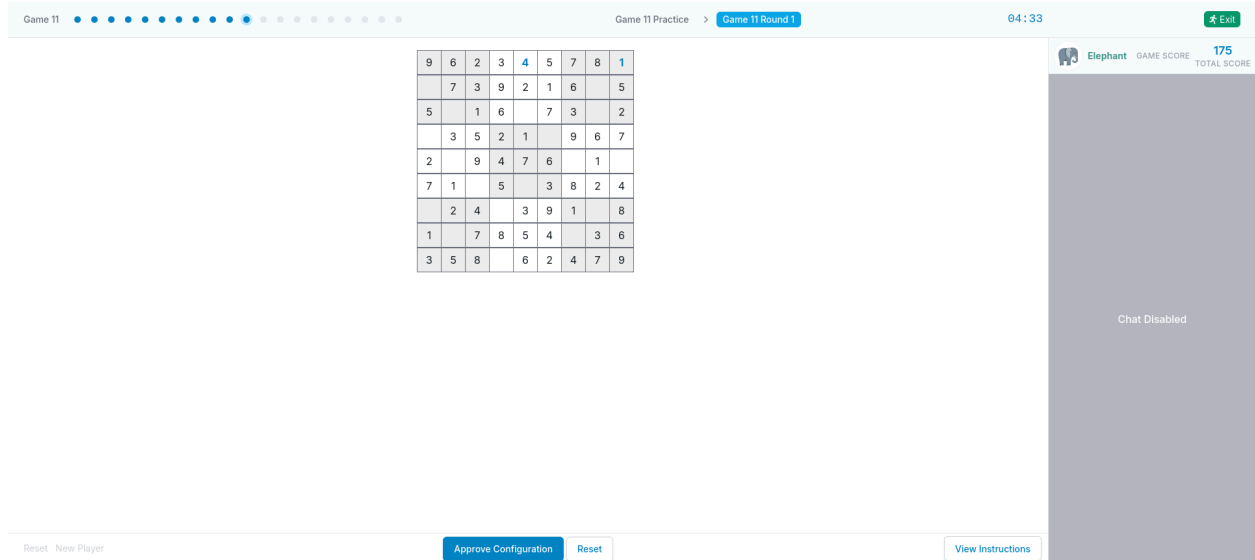 Game 11 Game 11 Practice > Game 11 Round 1 04:33 Exit
Elephant GAME SCORE 175 TOTAL SCORE
9 6 2 3 4 5 7 8 1
7 3 9 2 1 6 5
5 1 6 7 3 2
3 5 2 1 9 6 7
2 9 4 7 6 1
7 1 5 3 8 2 4
2 4 3 9 1 8
1 7 8 5 4 3 6
3 5 8 6 2 4 7 9
Chat Disabled
Reset New Player Approve Configuration Reset View Instructions